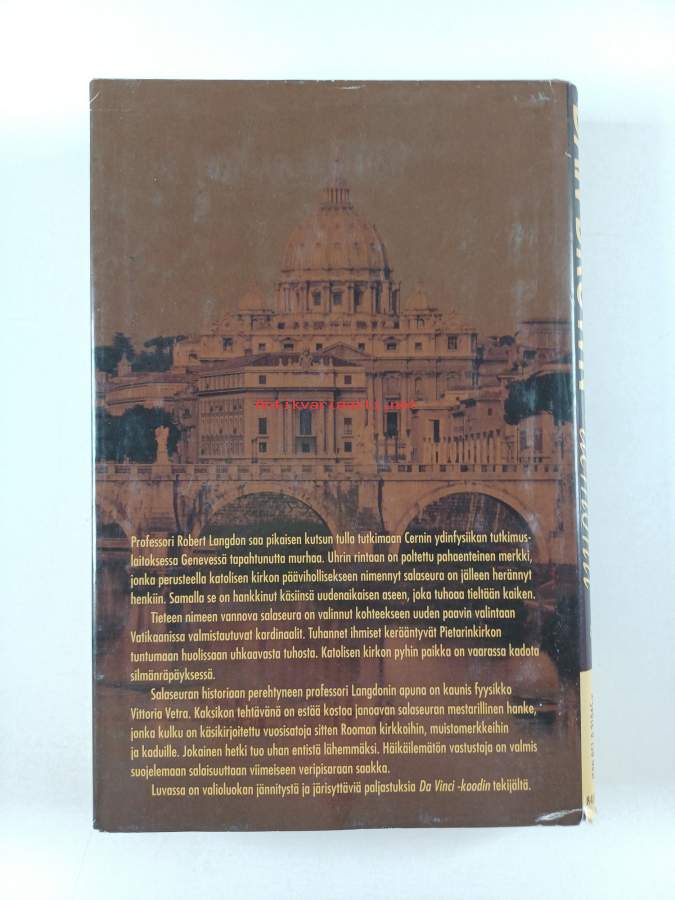 antikvariaatti.net
Professori Robert Langdon saa pikaisen kutsun tulla tutkimaan Cernin ydinfysiikan tutkimus-
laitoksessa Genevessä tapahtunutta murhaa. Uhrin rintaan on poltettu pahaenteinen merkki,
jonka perusteella katolisen kirkon päävihollisekseen nimennyt salaseura on jälleen herännyt
henkiin. Samalla se on hankkinut käsiinsä uudenaikaisen aseen, joka tuhoaa tieltään kaiken.
Tieteen nimeen vannova salaseura on valinnut kohteekseen uuden paavin valintaan
Vatikaanissa valmistautuvat kardinaalit. Tuhannet ihmiset kerääntyvät Pietarinkirkon
tuntumaan huolissaan uhkaavasta tuhosta. Katolisen kirkon pyhin paikka on vaarassa kadota
silmänräpäyksessä.
Salaseuran historiaan perehtyneen professori Langdonin apuna on kaunis fyysikko
Vittoria Vetra. Kaksikon tehtävänä on estää kostoa janoavan salaseuran mestarillinen hanke,
jonka kulku on käsikirjoitettu vuosisatoja sitten Rooman kirkkoihin, muistomerkkeihin
ja kaduille. Jokainen hetki tuo uhan entistä lähemmäksi. Häikäilemätön vastustaja on valmis
suojelemaan salaisuuttaan viimeiseen veripisaraan saakka.
Luvassa on valioluokan jännitystä ja järisyttäviä paljastuksia Da Vinci -koodin tekijältä.
DAN BROWN